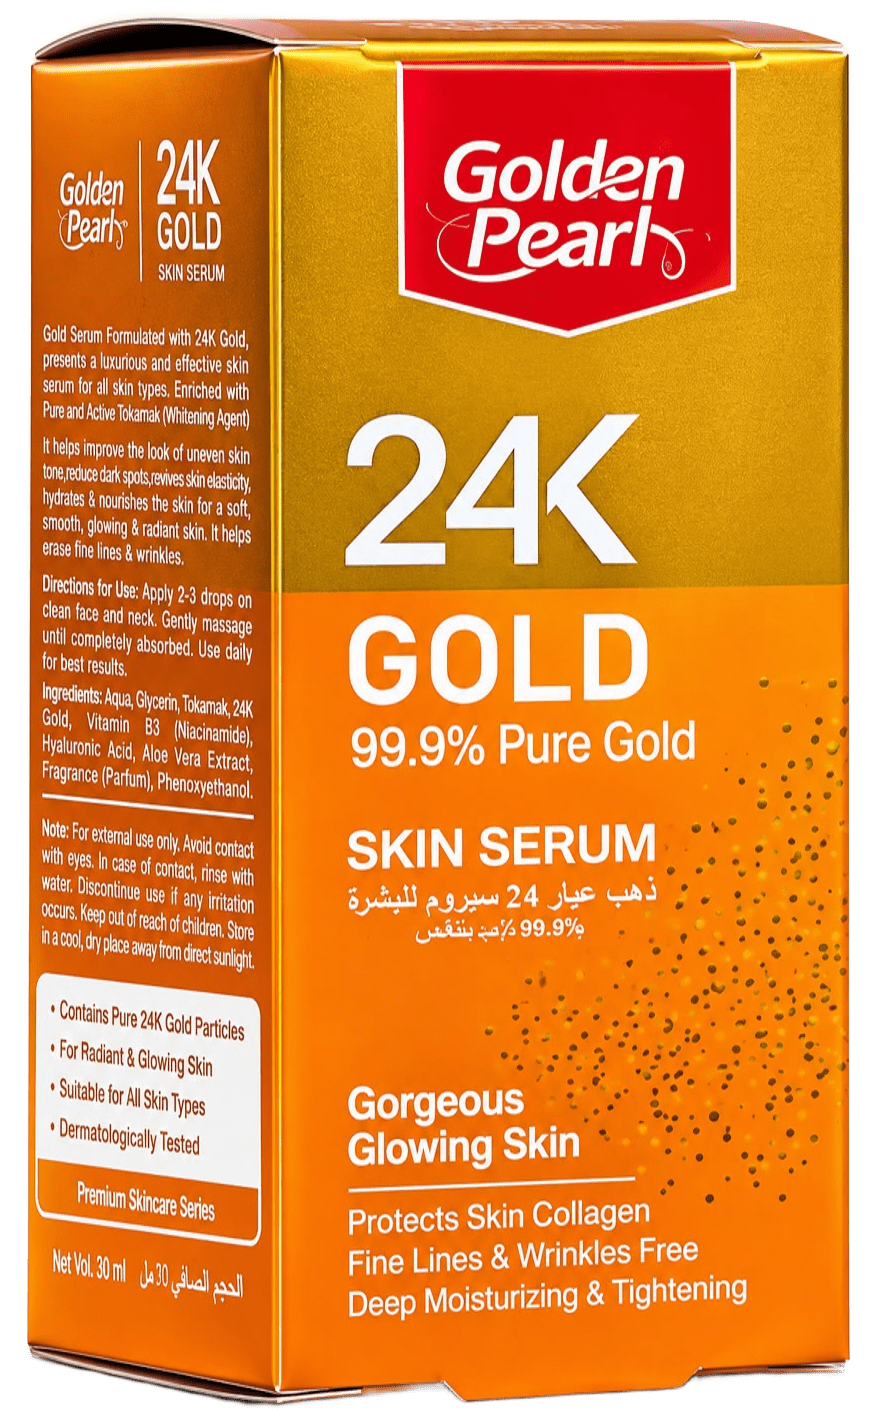 Golden
Pearl
24K
GOLD
SKIN SERUM
Gold Serum Formulated with 24K Gold,
presents a luxurious and effective skin
serum for all skin types. Enriched with
Pure and Active Tokamak (Whitening Agent)
It helps improve the look of uneven skin
tone,reduce dark spots,revives skin elasticity,
hydrates & nourishes the skin for a soft,
smooth, glowing & radiant skin. It helps
erase fine lines & wrinkles.
Directions for Use: Apply 2-3 drops on
clean face and neck. Gently massage
until completely absorbed. Use daily
for best results.
Ingredients: Aqua, Glycerin, Tokamak, 24K
Gold, Vitamin B3 (Niacinamide),
Hyaluronic Acid, Aloe Vera Extract,
Fragrance (Parfum), Phenoxyethanol.
Note: For external use only. Avoid contact
with eyes. In case of contact, rinse with
water. Discontinue use if any irritation
occurs. Keep out of reach of children. Store
in a cool, dry place away from direct sunlight.
• Contains Pure 24K Gold Particles
• For Radiant & Glowing Skin
• Suitable for All Skin Types
• Dermatologically Tested
Premium Skincare Series
Net Vol. 30 ml الحجم الصافي 30 مل
Golden
Pearl
24K
GOLD
99.9% Pure Gold
SKIN SERUM
ذهب عيار 24 سيروم للبشرة
99.9%
Gorgeous
Glowing Skin
Protects Skin Collagen
Fine Lines & Wrinkles Free
Deep Moisturizing & Tightening